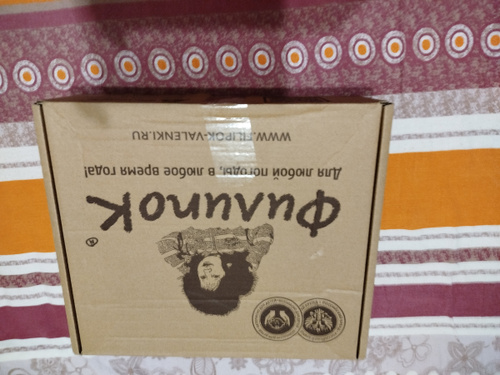 Филипок®
Для любой погоды, в любое время года!
WWW.FILIPOK-VALENKI.RU